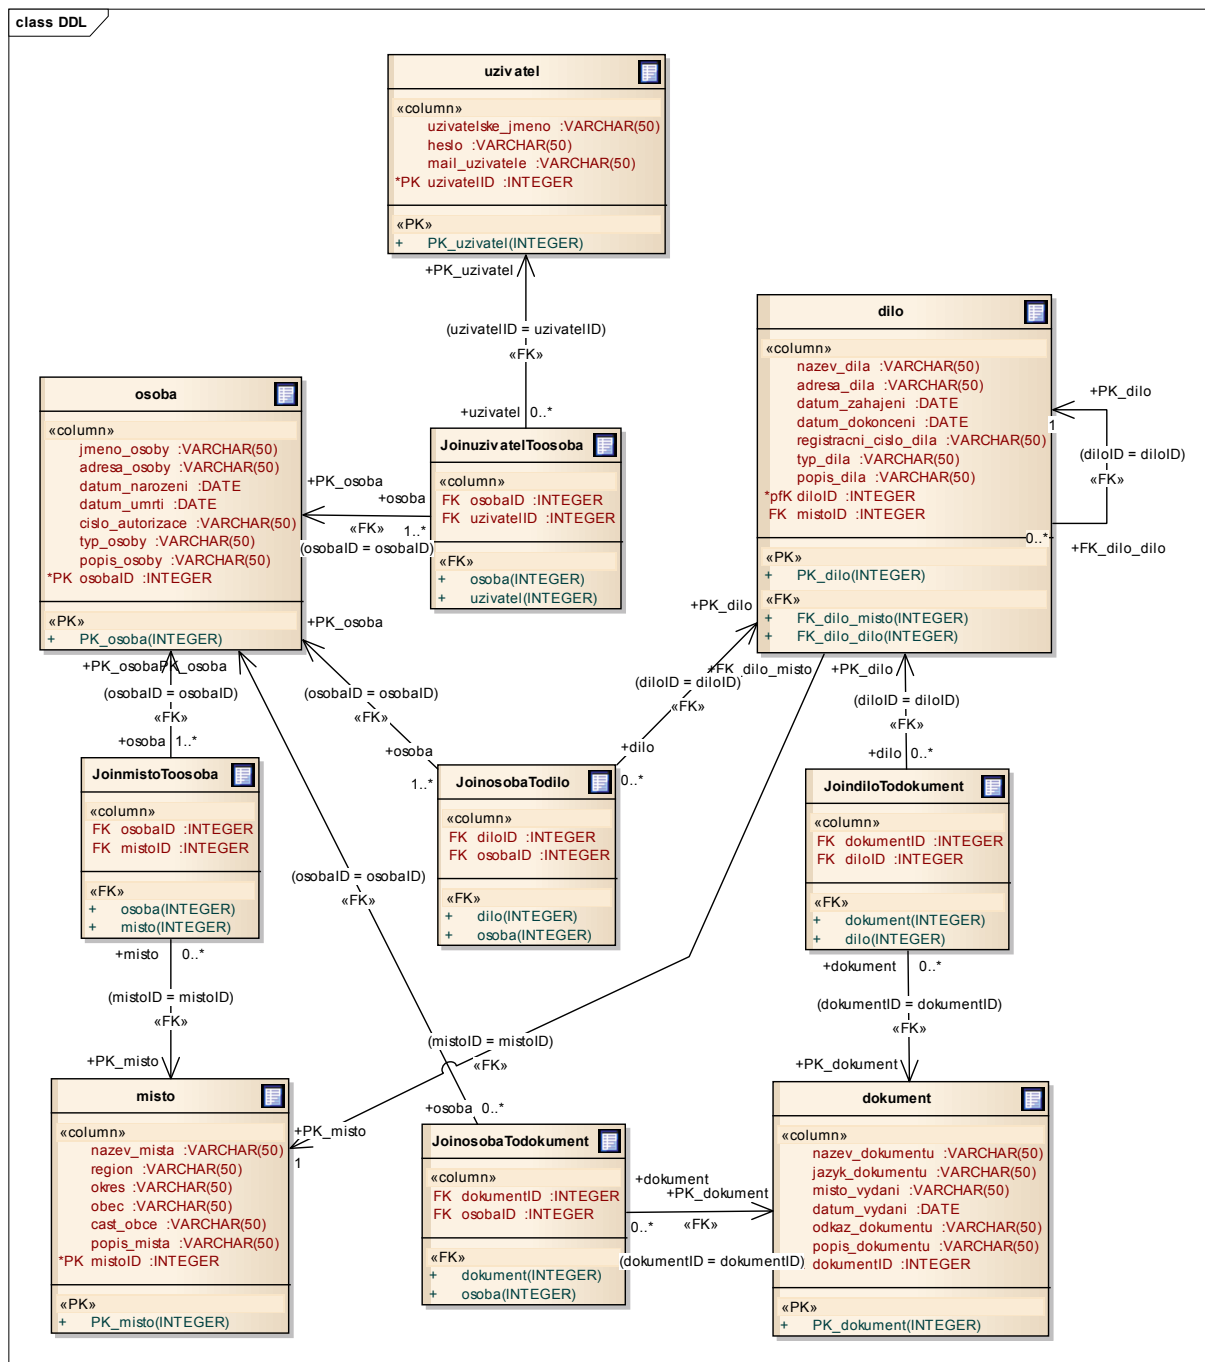 class DDL
uzivatel
«column»
uzivatelske_jmeno :VARCHAR(50)
heslo :VARCHAR(50)
mail_uzivatele :VARCHAR(50)
*PK uzivatelID :INTEGER
«PK»
+ PK_uzivatel(INTEGER)
+PK_uzivatel
(uzivatelID = uzivatelID)
«FK»
+uzivatel 0..*
dilo
«column»
nazev_dila :VARCHAR(50)
adresa_dila :VARCHAR(50)
datum_zahajeni :DATE
datum_dokonceni :DATE
registracni_cislo_dila :VARCHAR(50)
typ_dila :VARCHAR(50)
popis_dila :VARCHAR(50)
*pfK diloID :INTEGER
FK mistoID :INTEGER
«PK»
+ PK_dilo(INTEGER)
«FK»
+ FK_dilo_misto(INTEGER)
+ FK_dilo_dilo(INTEGER)
+PK_dilo
1
(diloID = diloID)
«FK»
0..*
+FK_dilo_dilo
osoba
«column»
jmeno_osoby :VARCHAR(50)
adresa_osoby :VARCHAR(50)
datum_narozeni :DATE
datum_umrti :DATE
cislo_autorizace :VARCHAR(50)
typ_osoby :VARCHAR(50)
popis_osoby :VARCHAR(50)
*PK osobaID :INTEGER
«PK»
+ PK_osoba(INTEGER)
JoinuzivatelToosoba
«column»
FK osobaID :INTEGER
FK uzivatelID :INTEGER
«FK»
+ osoba(INTEGER)
+ uzivatel(INTEGER)
+PK_osoba
+osoba
«FK»
1..*
(osobaID = osobaID)
+PK_osoba
+PK_osoba
PK_osoba
(osobaID = osobaID)
«FK»
+osoba 1..*
(osobaID = osobaID)
«FK»
+osoba
1..*
+PK_dilo
+FK_dilo_misto
(diloID = diloID)
«FK»
+dilo
0..*
+PK_dilo
(diloID = diloID)
«FK»
+dilo 0..*
JoinmistoToosoba
«column»
FK osobaID :INTEGER
FK mistoID :INTEGER
«FK»
+ osoba(INTEGER)
+ misto(INTEGER)
JoinosobaTodilo
«column»
FK diloID :INTEGER
FK osobaID :INTEGER
«FK»
+ dilo(INTEGER)
+ osoba(INTEGER)
JoindiloTodokument
«column»
FK dokumentID :INTEGER
FK diloID :INTEGER
«FK»
+ dokument(INTEGER)
+ dilo(INTEGER)
(osobaID = osobaID)
«FK»
+misto 0..*
(mistoID = mistoID)
«FK»
+PK_misto
+dokument 0..*
(dokumentID = dokumentID)
«FK»
+PK_dokument
(mistoID = mistoID)
«FK»
+osoba 0..*
+PK_misto
1
misto
«column»
nazev_mista :VARCHAR(50)
region :VARCHAR(50)
okres :VARCHAR(50)
obec :VARCHAR(50)
cast_obce :VARCHAR(50)
popis_mista :VARCHAR(50)
*PK mistoID :INTEGER
«PK»
+ PK_misto(INTEGER)
JoinosobaTodokument
«column»
FK dokumentID :INTEGER
FK osobaID :INTEGER
«FK»
+ dokument(INTEGER)
+ osoba(INTEGER)
+dokument
+PK_dokument
0..*
«FK»
(dokumentID = dokumentID)
dokument
«column»
nazev_dokumentu :VARCHAR(50)
jazyk_dokumentu :VARCHAR(50)
misto_vydani :VARCHAR(50)
datum_vydani :DATE
odkaz_dokumentu :VARCHAR(50)
popis_dokumentu :VARCHAR(50)
dokumentID :INTEGER
«PK»
+ PK_dokument(INTEGER)